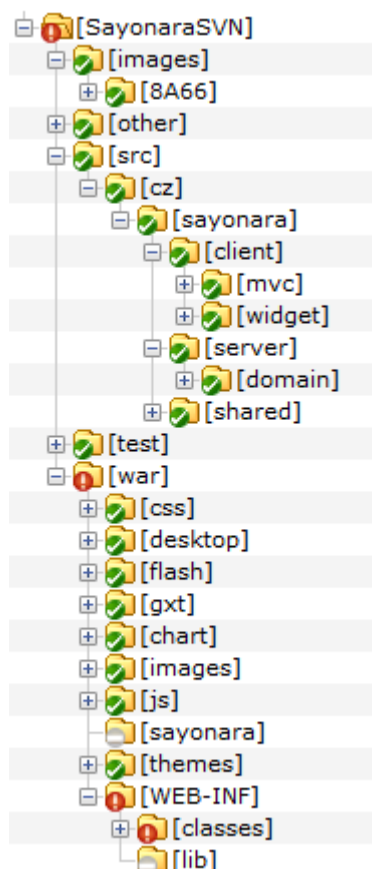 [SayonaraSVN]
[images]
[8A66]
[other]
[src]
[cz]
[sayonara]
[client]
[mvc]
[widget]
[server]
[domain]
[shared]
[test]
[war]
[css]
[desktop]
[flash]
[gxt]
[chart]
[images]
[js]
[sayonara]
[themes]
[WEB-INF]
[classes]
[lib]